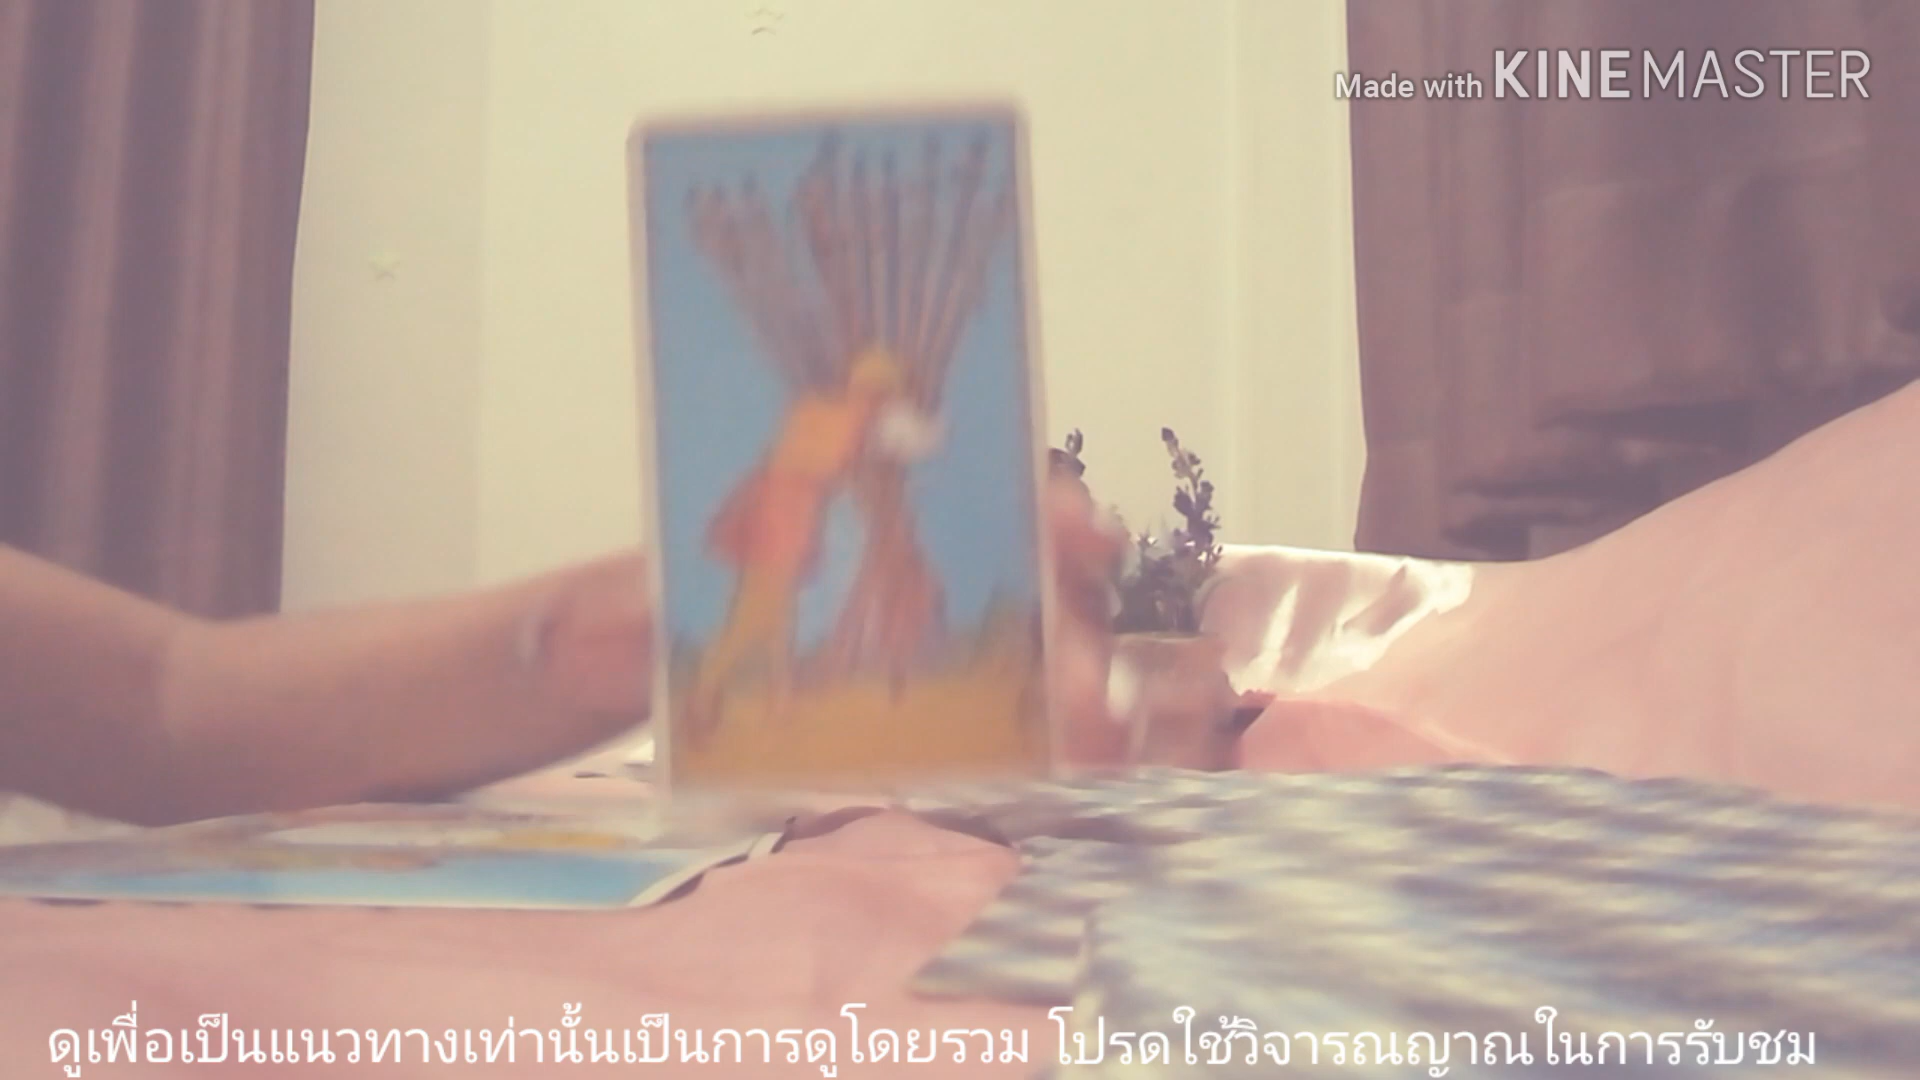 Made with KINEMASTER
ดูเพื่อเป็นแนวทางเท่านั้นเป็นการดูโดยรวม โปรดใช้วิจารณญาณในการรับชม